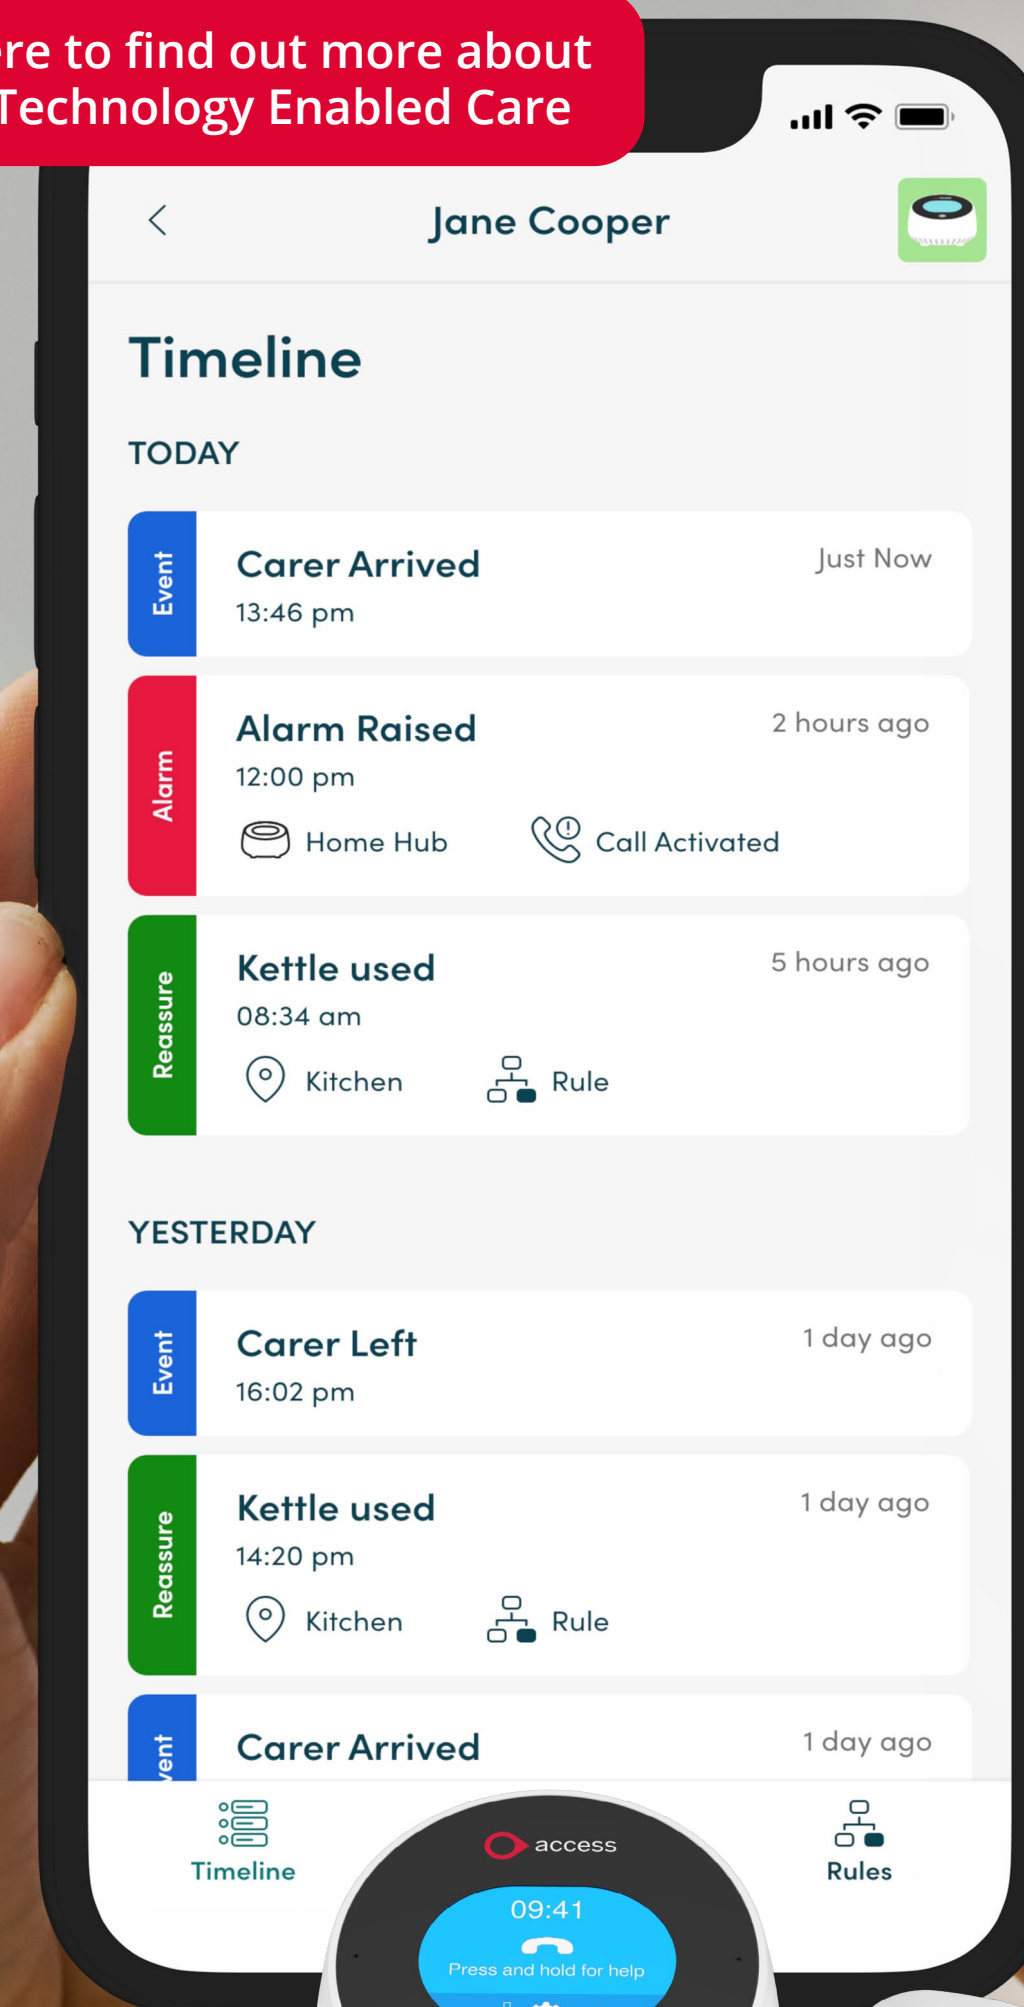 re to find out more about
Technology Enabled Care
Jane Cooper
Timeline
TODAY
Event
Carer Arrived
Just Now
13:46 pm
Alarm
Alarm Raised
2 hours ago
12:00 pm
Home Hub
Call Activated
Reassure
Kettle used
5 hours ago
08:34 am
Kitchen
Rule
YESTERDAY
Event
Carer Left
1 day ago
16:02 pm
Reassure
Kettle used
1 day ago
14:20 pm
Kitchen
Rule
vent
Carer Arrived
1 day ago
Timeline
access
09:41
Press and hold for help
Rules